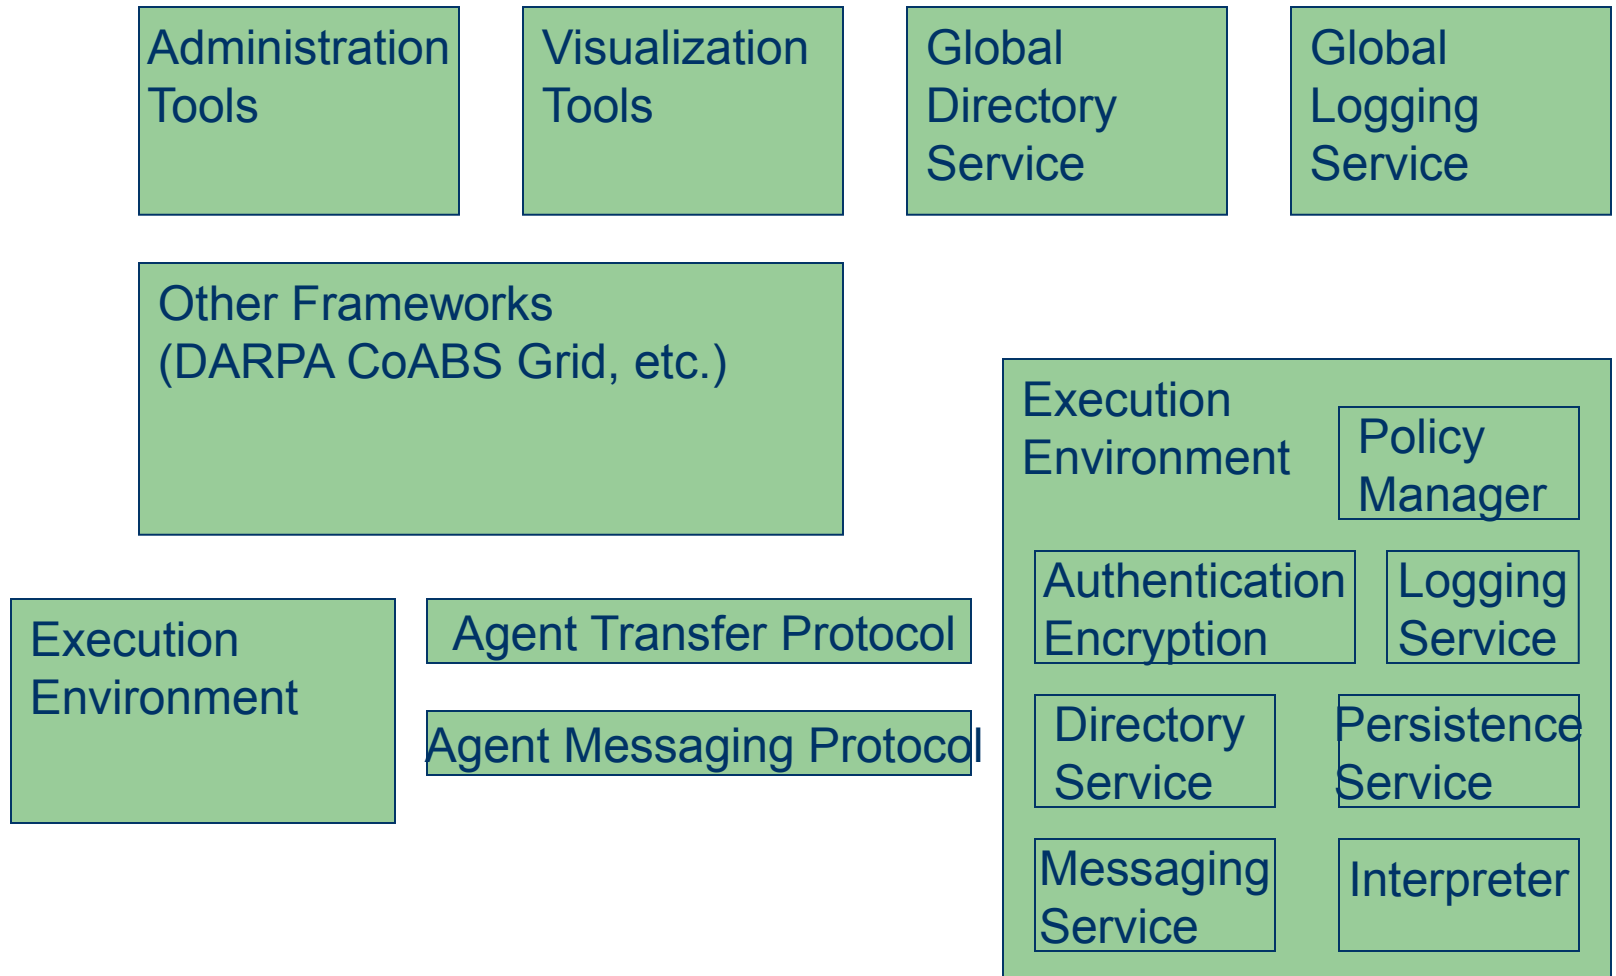 Administration
Tools
Visualization
Tools
Global
Directory
Service
Global
Logging
Service
Other Frameworks
(DARPA CoABS Grid, etc.)
Execution
Environment
Policy
Manager
Authentication
Encryption
Logging
Service
Execution
Environment
Agent Transfer Protocol
Agent Messaging Protocol
Directory
Service
Persistence
Service
Messaging
Service
Interpreter